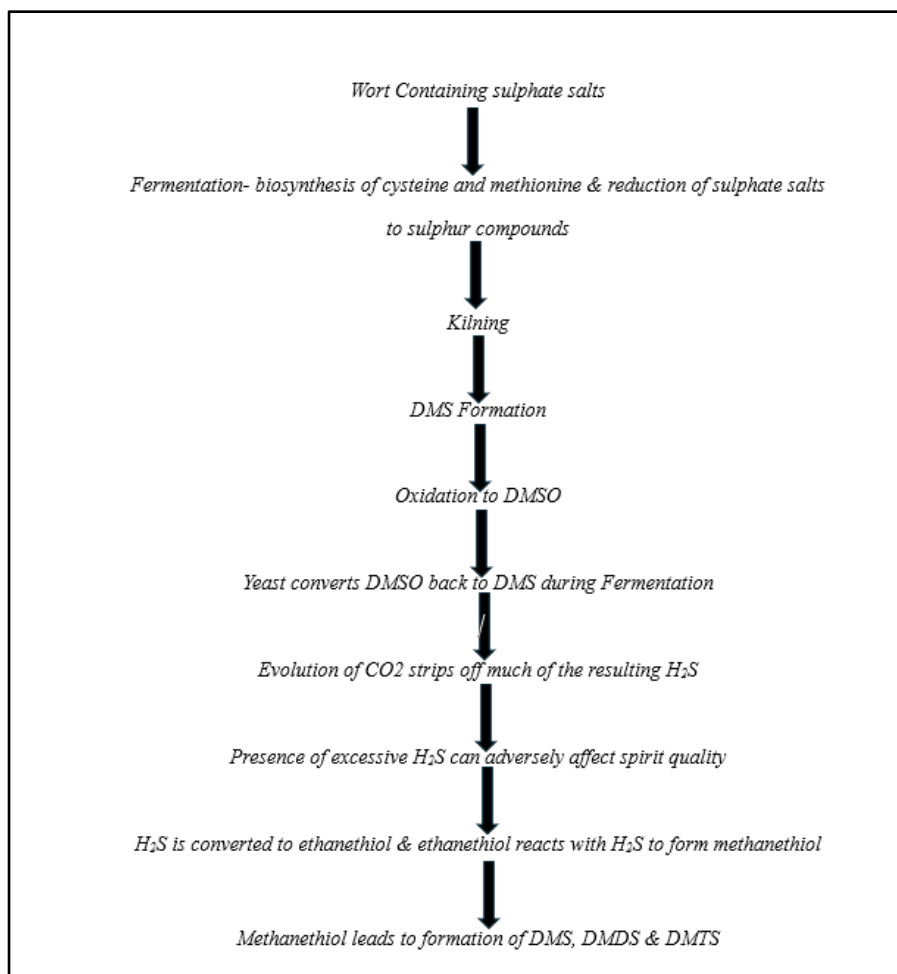 Wort Containing sulphate salts
Fermentation- biosynthesis of cysteine and methionine & reduction of sulphate salts
to sulphur compounds
Kilning
DMS Formation
Oxidation to DMSO
Yeast converts DMSO back to DMS during Fermentation
Evolution of CO2 strips off much of the resulting H₂S
Presence of excessive H₂S can adversely affect spirit quality
H₂S is converted to ethanethiol & ethanethiol reacts with H₂S to form methanethiol
Methanethiol leads to formation of DMS, DMDS & DMTS